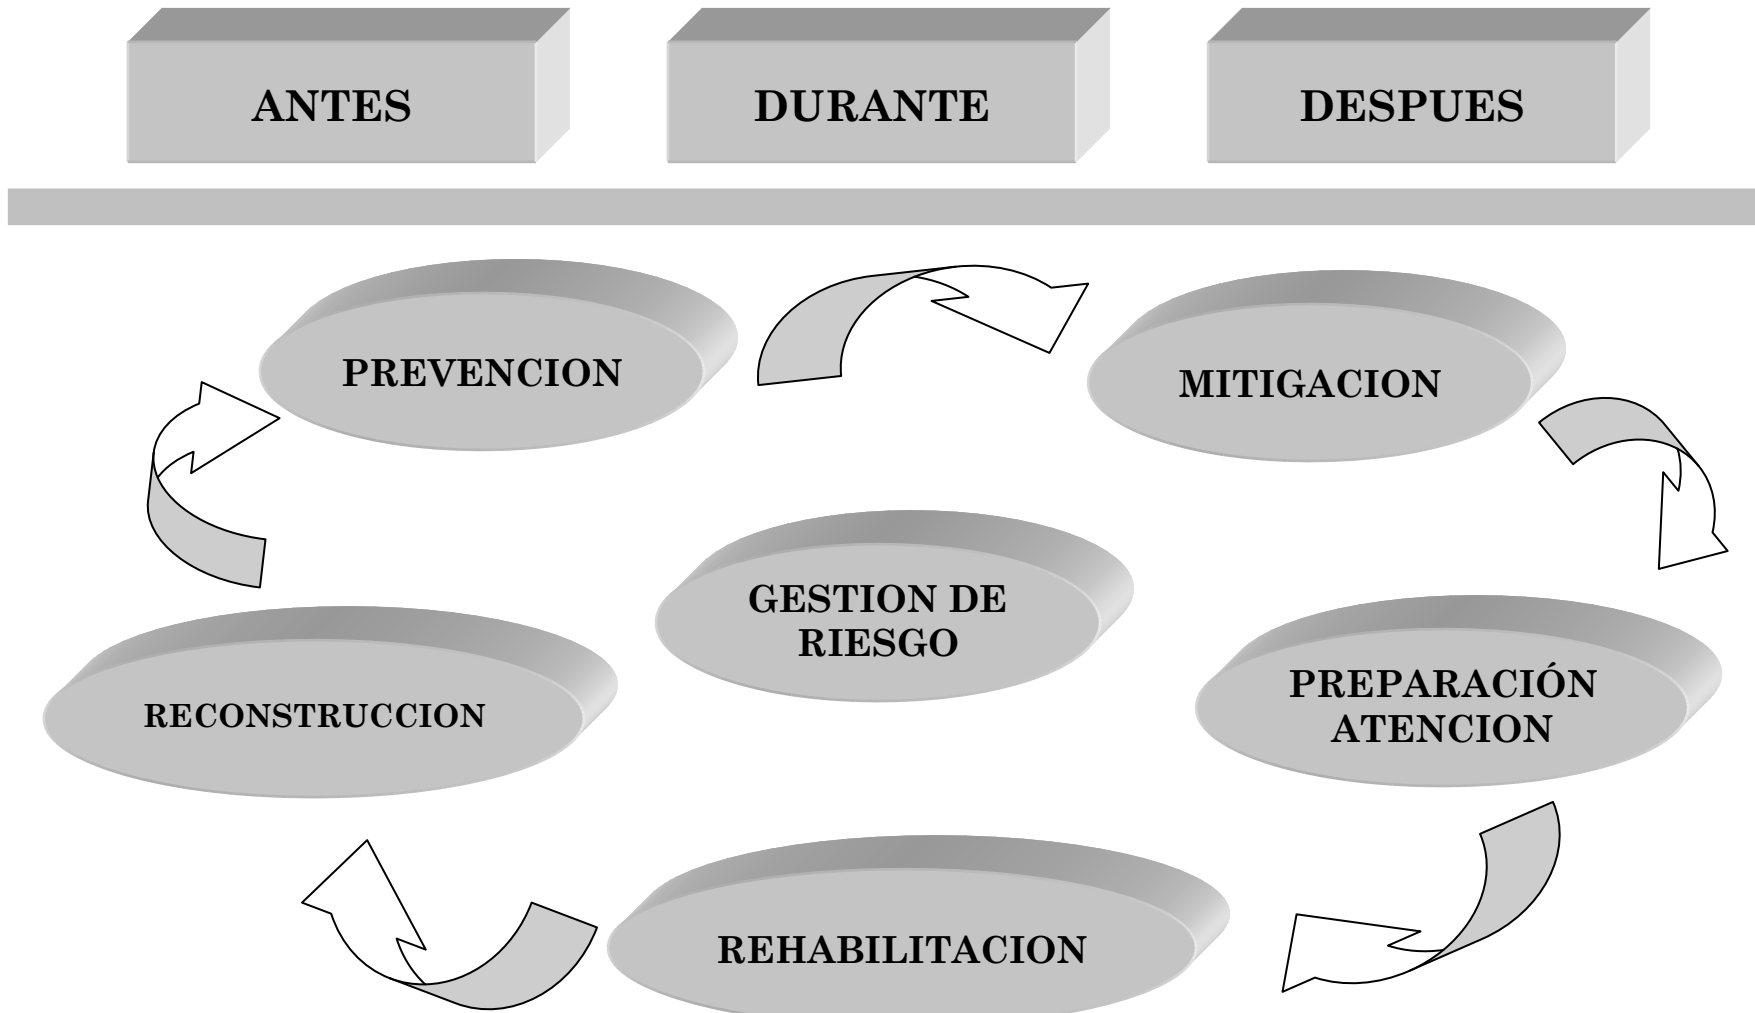 ANTES
DURANTE
DESPUES
PREVENCION
MITIGACION
GESTION DE
RIESGO
RECONSTRUCCION
PREPARACIÓN
ATENCION
REHABILITACION